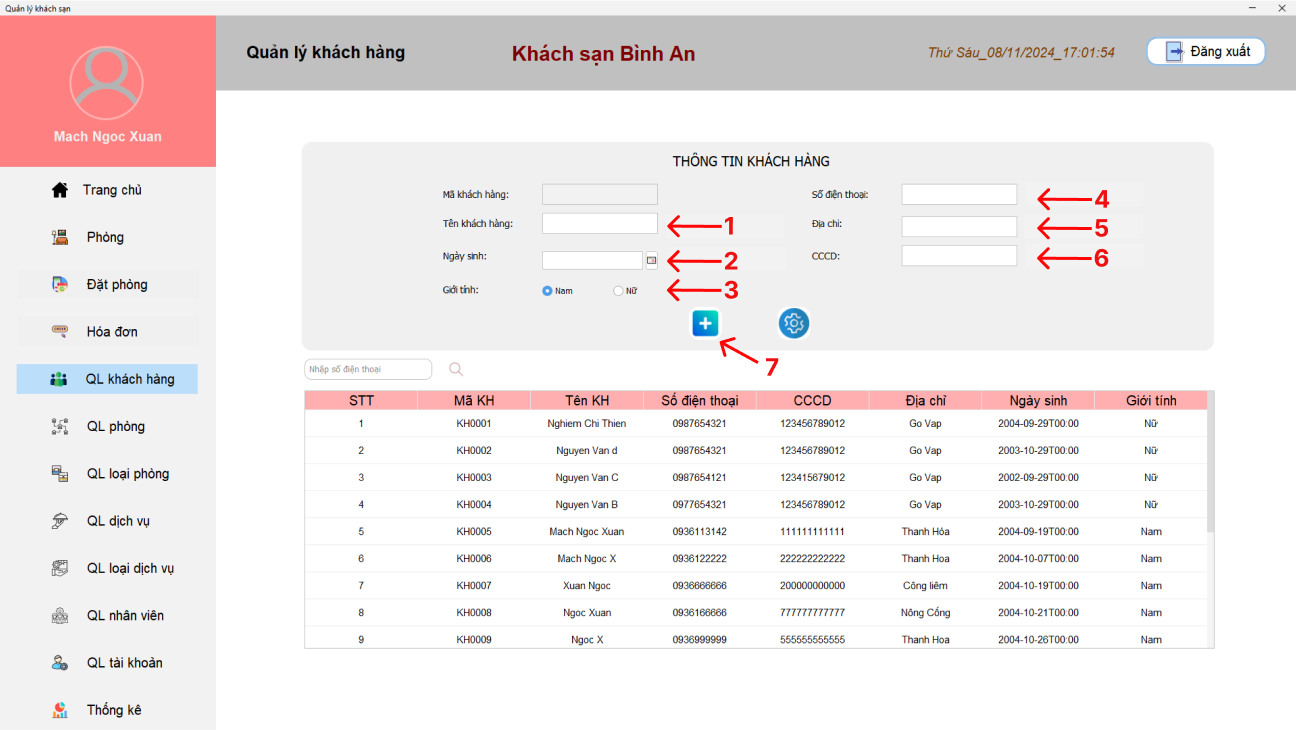 Quản lý khách sạn
Mach Ngoc Xuan
Quản lý khách hàng
Khách sạn Bình An
Thứ Sáu_08/11/2024_17:01:54
Đăng xuất
Trang chủ
Phòng
Đặt phòng
Hóa đơn
QL khách hàng
QL phòng
QL loại phòng
QL dịch vụ
QL loại dịch vụ
QL nhân viên
QL tài khoản
Thống kê
THÔNG TIN KHÁCH HÀNG
Mã khách hàng:
Tên khách hàng: 1
Ngày sinh: 2
Giới tính: Nam Nữ 3
Số điện thoại: 4
Địa chỉ: 5
CCCD: 6
7
Nhập số điện thoại
STT Mã KH Tên KH Số điện thoại CCCD Địa chỉ Ngày sinh Giới tính
1 KH0001 Nghiem Chi Thien 0987654321 123456789012 Go Vap 2004-09-29T00:00 Nữ
2 KH0002 Nguyen Van d 0987654321 123456789012 Go Vap 2003-10-29T00:00 Nữ
3 KH0003 Nguyen Van C 0987654121 123415679012 Go Vap 2002-09-29T00:00 Nữ
4 KH0004 Nguyen Van B 0977654321 123456789012 Go Vap 2003-10-29T00:00 Nữ
5 KH0005 Mach Ngoc Xuan 0936113142 111111111111 Thanh Hóa 2004-09-19T00:00 Nam
6 KH0006 Mach Ngoc X 0936122222 222222222222 Thanh Hoa 2004-10-07T00:00 Nam
7 KH0007 Xuan Ngoc 0936666666 200000000000 Công liêm 2004-10-19T00:00 Nam
8 KH0008 Ngoc Xuan 0936166666 777777777777 Nông Cống 2004-10-21T00:00 Nam
9 KH0009 Ngoc X 0936999999 555555555555 Thanh Hoa 2004-10-26T00:00 Nam